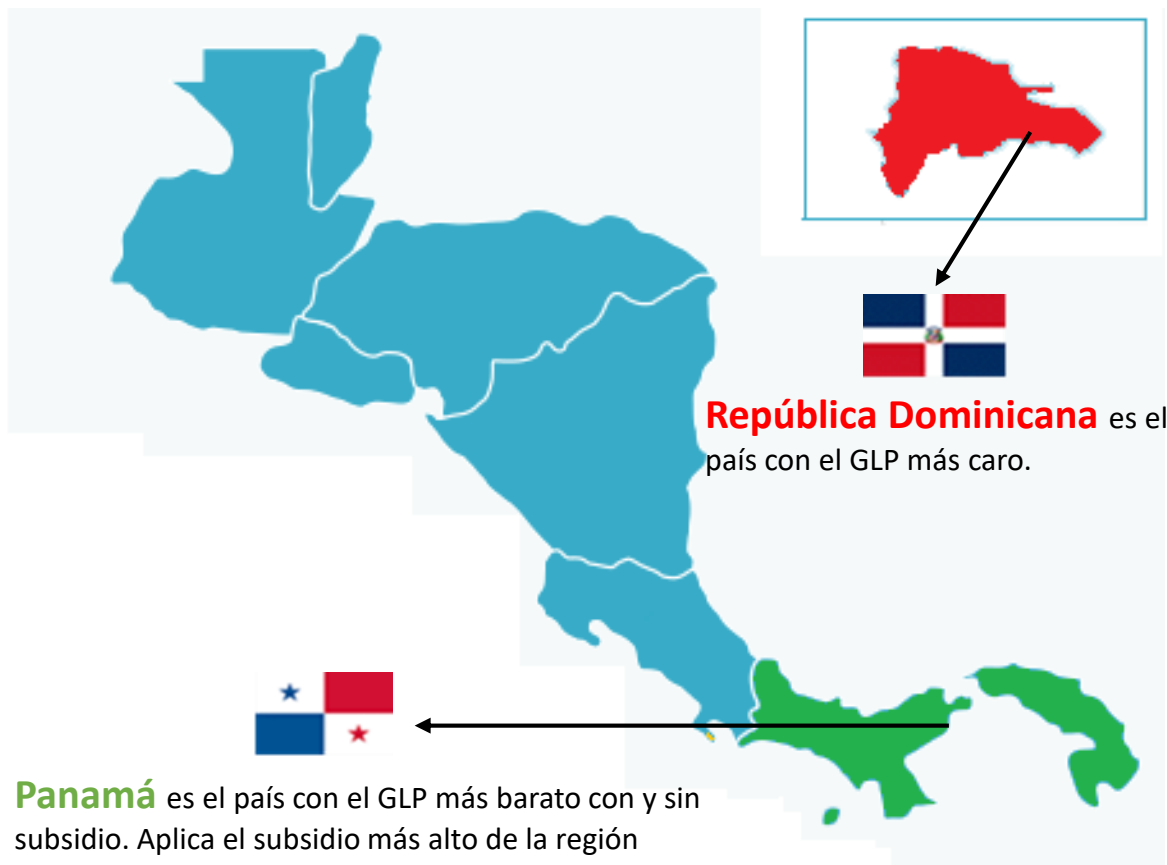 República Dominicana es el
país con el GLP más caro.
Panamá es el país con el GLP más barato con y sin
subsidio. Aplica el subsidio más alto de la región